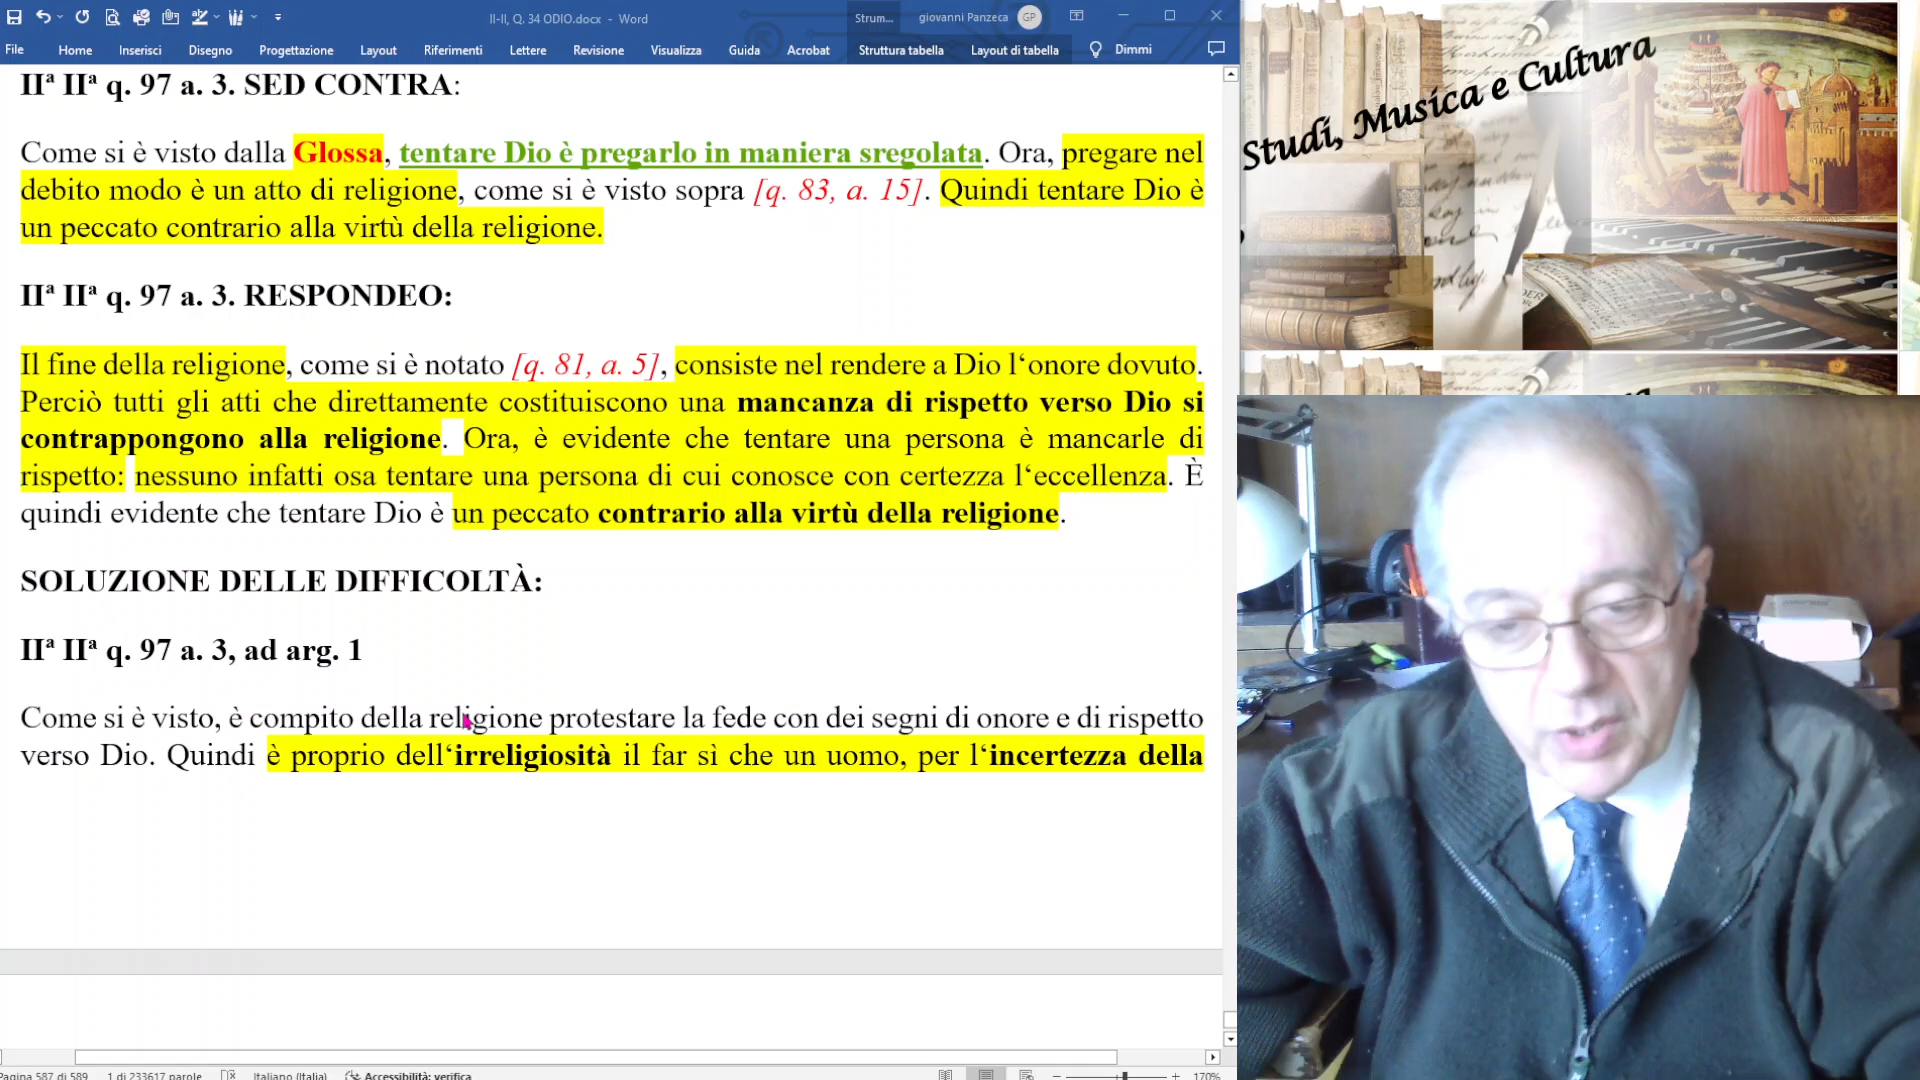 II-II, Q. 34 ODIO.docx - Word
Strum...
giovanni Panzeca
GP
File Home Inserisci Disegno Progettazione Layout Riferimenti Lettere Revisione Visualizza Guida Acrobat Struttura tabella Layout di tabella Dimmi
IIª IIª q. 97 a. 3. SED CONTRA:
Come si è visto dalla Glossa, tentare Dio è pregarlo in maniera sregolata. Ora, pregare nel
debito modo è un atto di religione, come si è visto sopra [q. 83, a. 15]. Quindi tentare Dio è
un peccato contrario alla virtù della religione.
IIª IIª q. 97 a. 3. RESPONDEO:
Il fine della religione, come si è notato [q. 81, a. 5], consiste nel rendere a Dio l‘onore dovuto.
Perciò tutti gli atti che direttamente costituiscono una mancanza di rispetto verso Dio si
contrappongono alla religione. Ora, è evidente che tentare una persona è mancarle di
rispetto: nessuno infatti osa tentare una persona di cui conosce con certezza l‘eccellenza. È
quindi evidente che tentare Dio è un peccato contrario alla virtù della religione.
SOLUZIONE DELLE DIFFICOLTÀ:
IIª IIª q. 97 a. 3, ad arg. 1
Come si è visto, è compito della religione protestare la fede con dei segni di onore e di rispetto
verso Dio. Quindi è proprio dell‘irreligiosità il far sì che un uomo, per l‘incertezza della
Pagina 587 di 589 1 di 233617 parole Italiano (Italia) Accessibilità: verifica 170%
Studi, Musica e Cultura